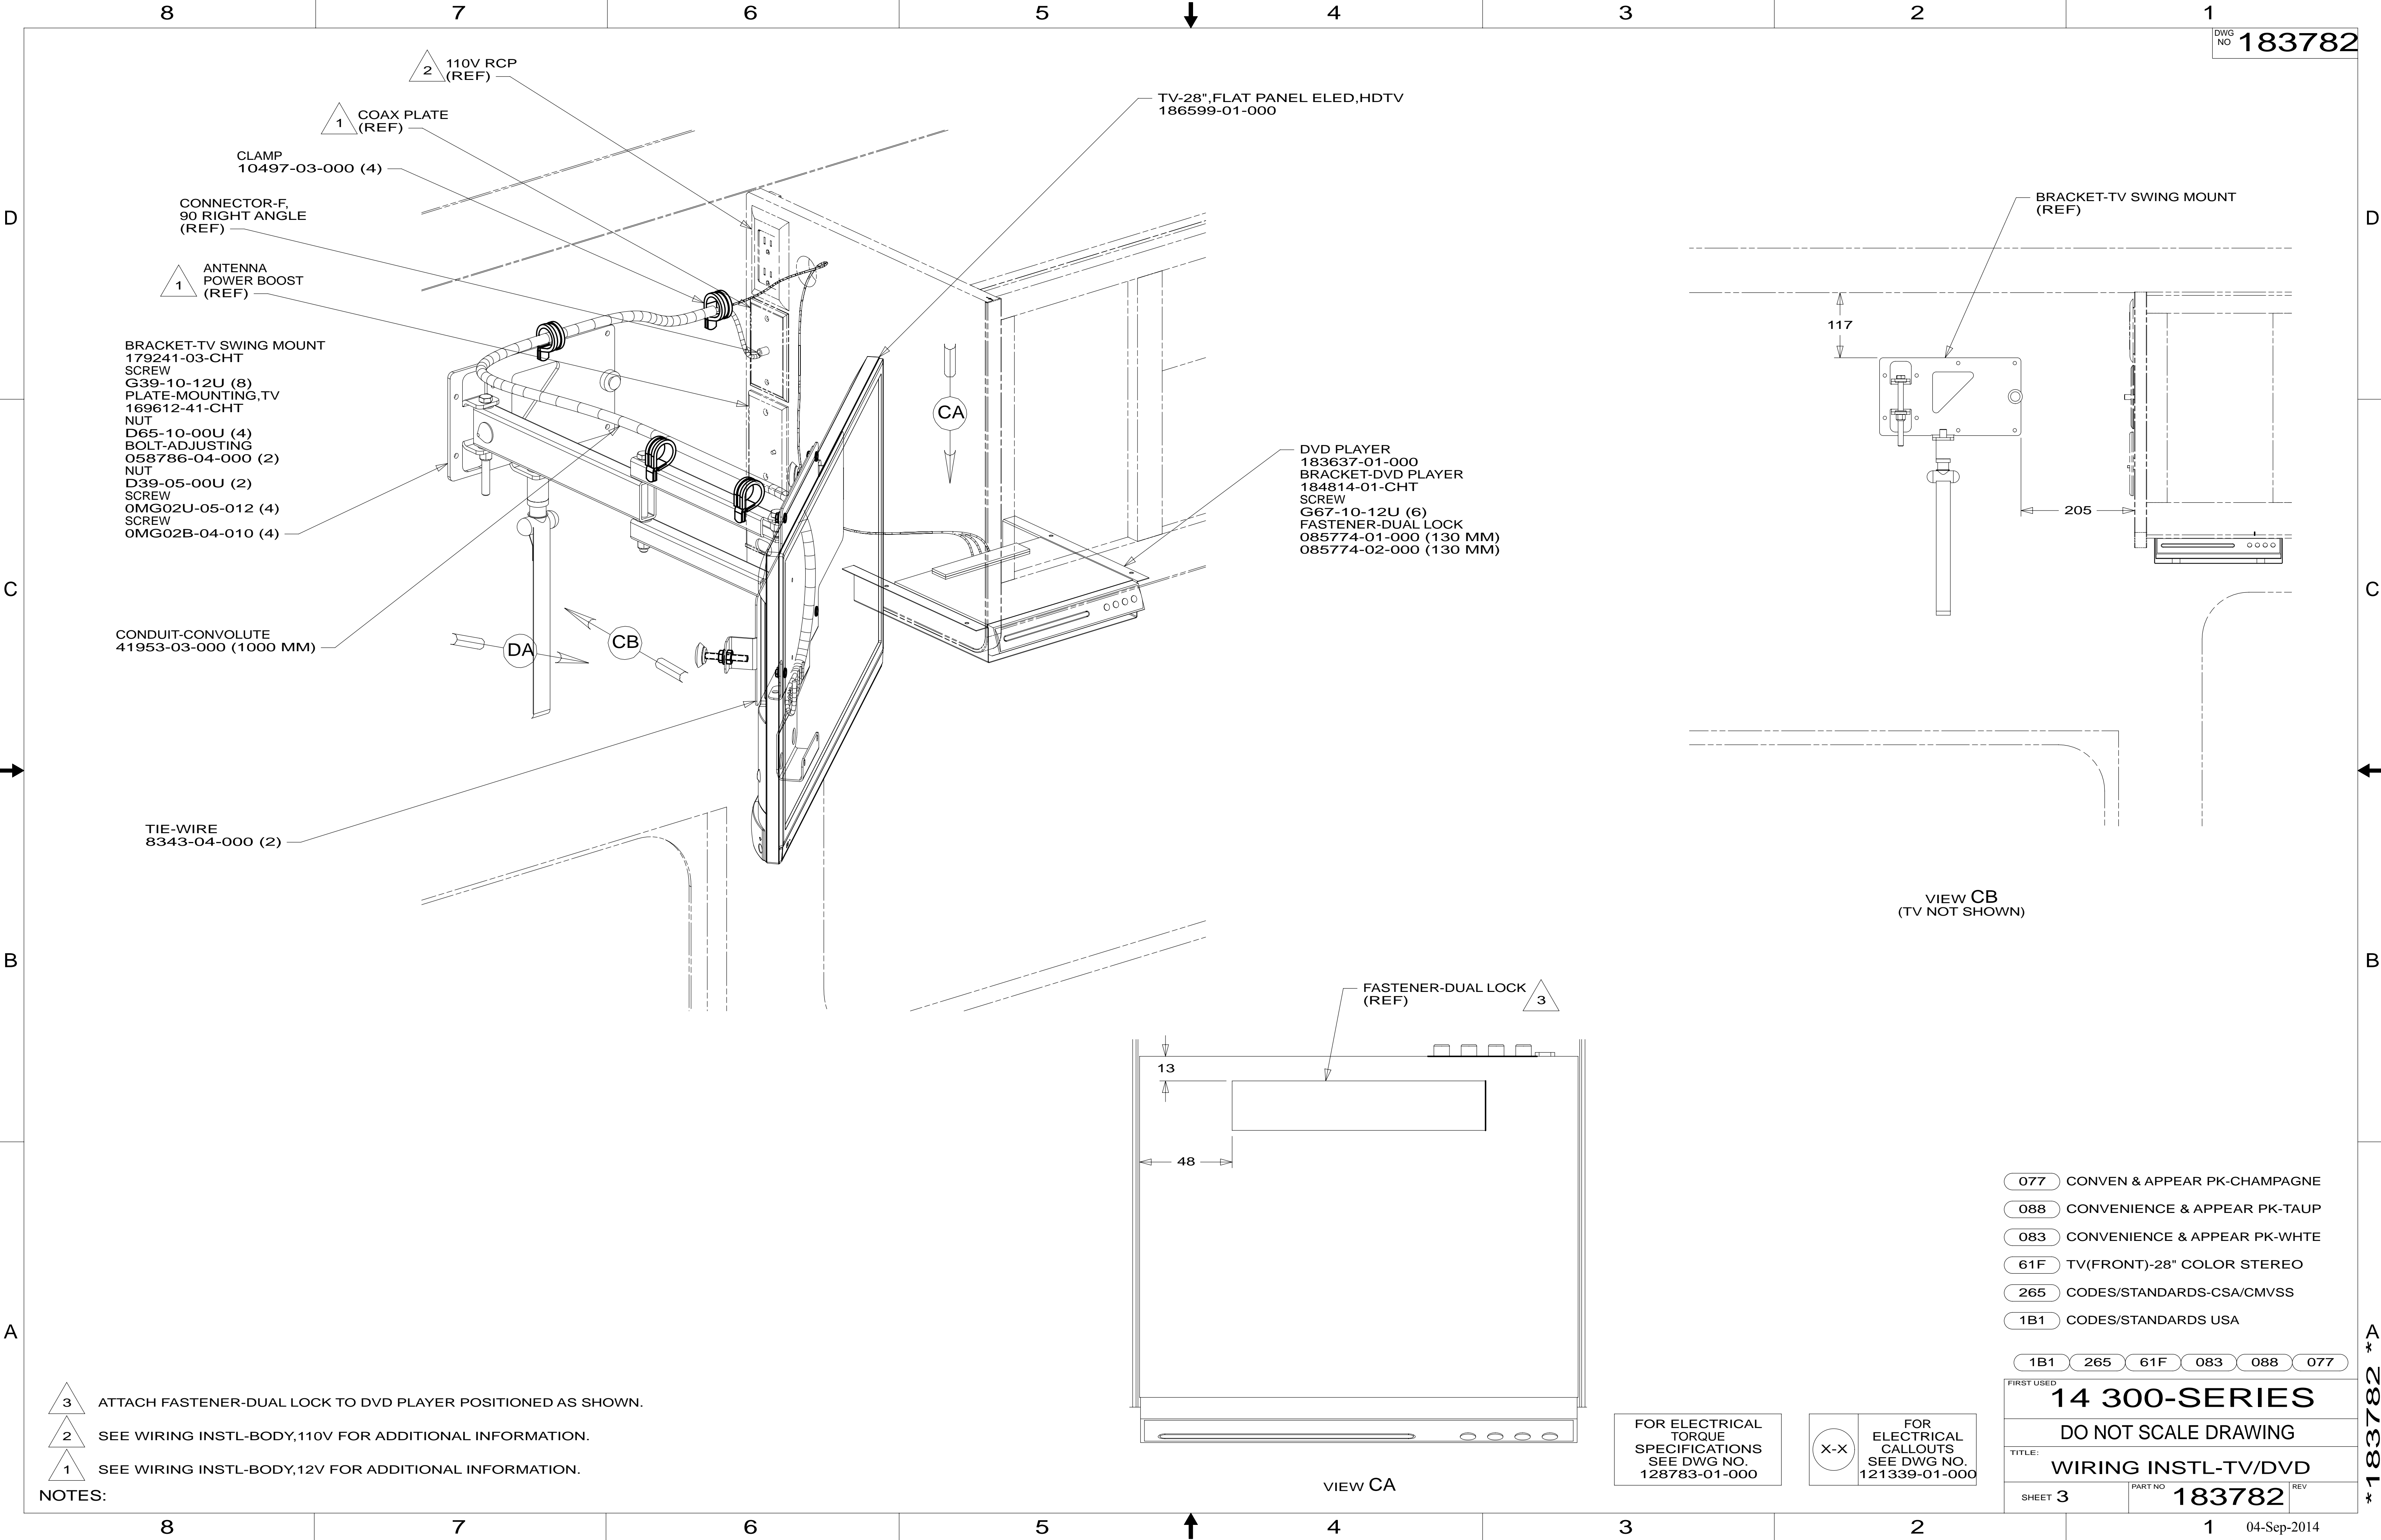 8 7 6 5 4 3 2 1
DWG
NO 183782
2
110V RCP
(REF)
1
COAX PLATE
(REF)
CLAMP
10497-03-000 (4)
CONNECTOR-F,
90 RIGHT ANGLE
(REF)
1
ANTENNA
POWER BOOST
(REF)
BRACKET-TV SWING MOUNT
179241-03-CHT
SCREW
G39-10-12U (8)
PLATE-MOUNTING,TV
169612-41-CHT
NUT
D65-10-00U (4)
BOLT-ADJUSTING
058786-04-000 (2)
NUT
D39-05-00U (2)
SCREW
0MG02U-05-012 (4)
SCREW
0MG02B-04-010 (4)
CONDUIT-CONVOLUTE
41953-03-000 (1000 MM)
TIE-WIRE
8343-04-000 (2)
DA
CB
CA
TV-28",FLAT PANEL ELED,HDTV
186599-01-000
DVD PLAYER
183637-01-000
BRACKET-DVD PLAYER
184814-01-CHT
SCREW
G67-10-12U (6)
FASTENER-DUAL LOCK
085774-01-000 (130 MM)
085774-02-000 (130 MM)
BRACKET-TV SWING MOUNT
(REF)
117
205
VIEW CB
(TV NOT SHOWN)
FASTENER-DUAL LOCK
(REF)
3
13
48
VIEW CA
D
D
C
C
B
B
A
A
077 CONVEN & APPEAR PK-CHAMPAGNE
088 CONVENIENCE & APPEAR PK-TAUP
083 CONVENIENCE & APPEAR PK-WHTE
61F TV(FRONT)-28" COLOR STEREO
265 CODES/STANDARDS-CSA/CMVSS
1B1 CODES/STANDARDS USA
1B1 265 61F 083 088 077
FIRST USED
14 300-SERIES
DO NOT SCALE DRAWING
TITLE:
WIRING INSTL-TV/DVD
SHEET 3
PART NO 183782
REV
*183782 *
FOR ELECTRICAL
TORQUE
SPECIFICATIONS
SEE DWG NO.
128783-01-000
X-X
FOR
ELECTRICAL
CALLOUTS
SEE DWG NO.
121339-01-000
3 ATTACH FASTENER-DUAL LOCK TO DVD PLAYER POSITIONED AS SHOWN.
2 SEE WIRING INSTL-BODY,110V FOR ADDITIONAL INFORMATION.
1 SEE WIRING INSTL-BODY,12V FOR ADDITIONAL INFORMATION.
NOTES:
8 7 6 5 4 3 2 1
04-Sep-2014